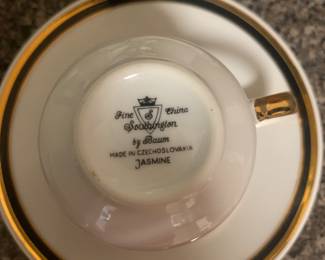 Fine S China
Southington
by Baum
MADE IN CZECHOSLOVAKIA
JASMINE